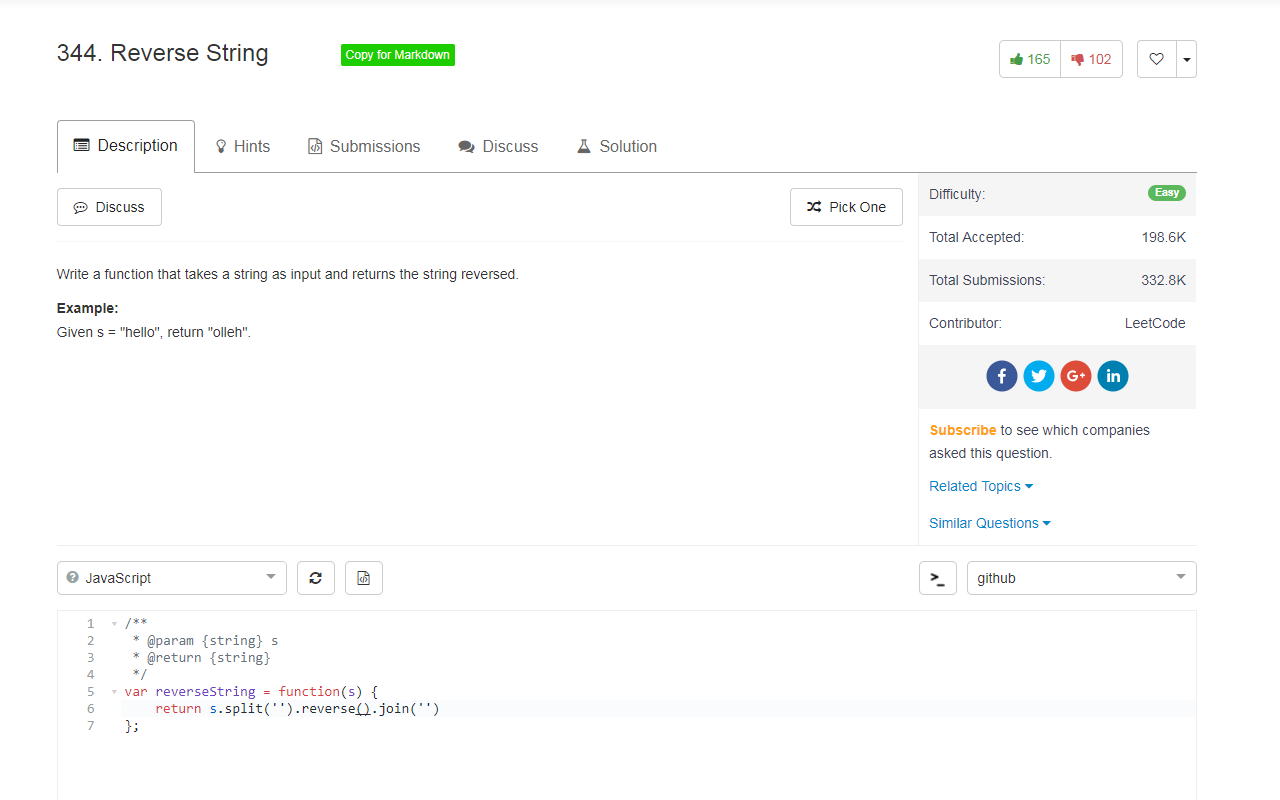 344. Reverse String
Copy for Markdown
165
102
Description
Hints
Submissions
Discuss
Solution
Discuss
Pick One
Write a function that takes a string as input and returns the string reversed.
Example:
Given s = "hello", return "olleh".
Difficulty: Easy
Total Accepted: 198.6K
Total Submissions: 332.8K
Contributor: LeetCode
f
G+
in
Subscribe to see which companies
asked this question.
Related Topics
Similar Questions
? JavaScript
>_
github
1 /**
2 * @param {string} s
3 * @return {string}
4 */
5 var reverseString = function(s) {
6 return s.split('').reverse().join('')
7 };